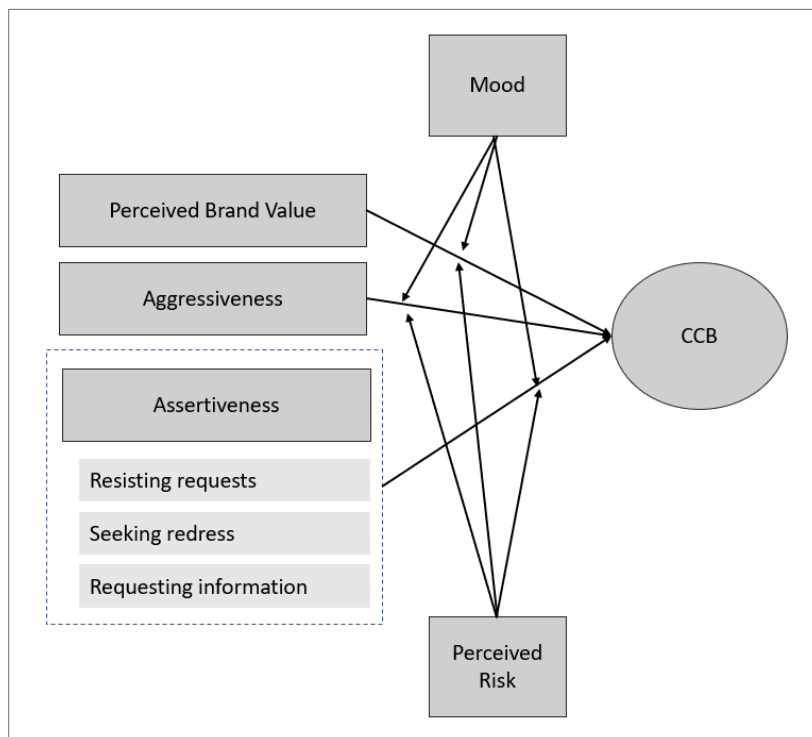 Mood
Perceived Brand Value
Aggressiveness
CCB
Assertiveness
Resisting requests
Seeking redress
Requesting information
Perceived
Risk